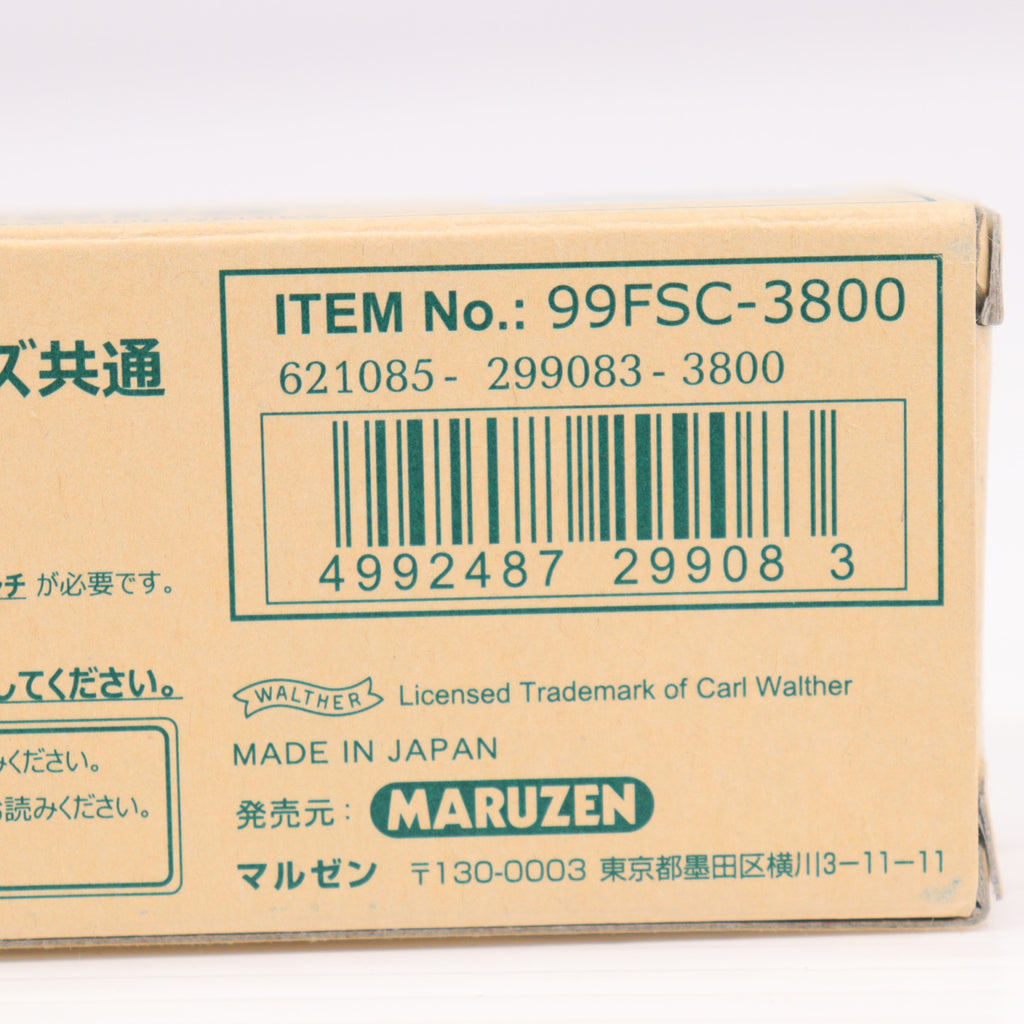 ITEM No.: 99FSC-3800
621085- 299083-3800
4992487 29908 3
ズ共通
ッチ が必要です。
してください。
みください。
お読みください。
WALTHER Licensed Trademark of Carl Walther
MADE IN JAPAN
発売元: MARUZEN
マルゼン 〒130-0003 東京都墨田区横川3-11-11